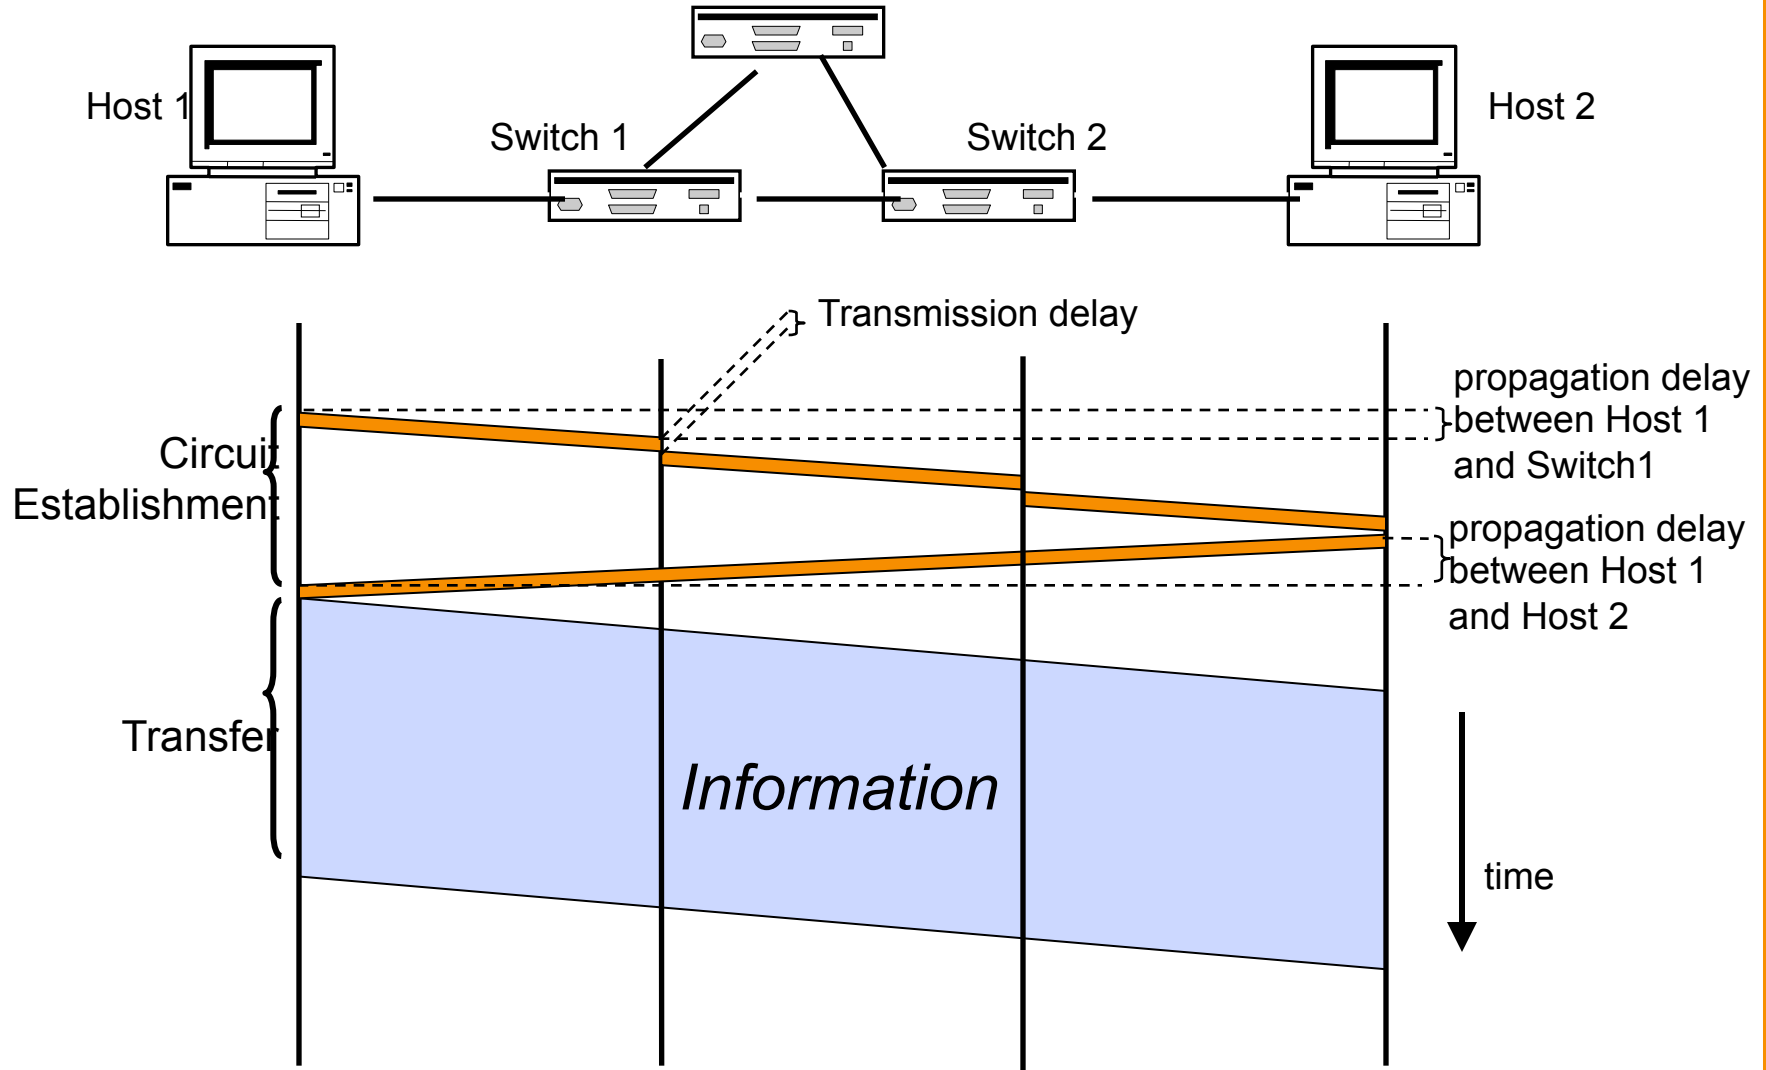 Host 1
Switch 1
Switch 2
Host 2
Transmission delay
propagation delay
between Host 1
and Switch1
Circuit
Establishment
propagation delay
between Host 1
and Host 2
Transfer
Information
time